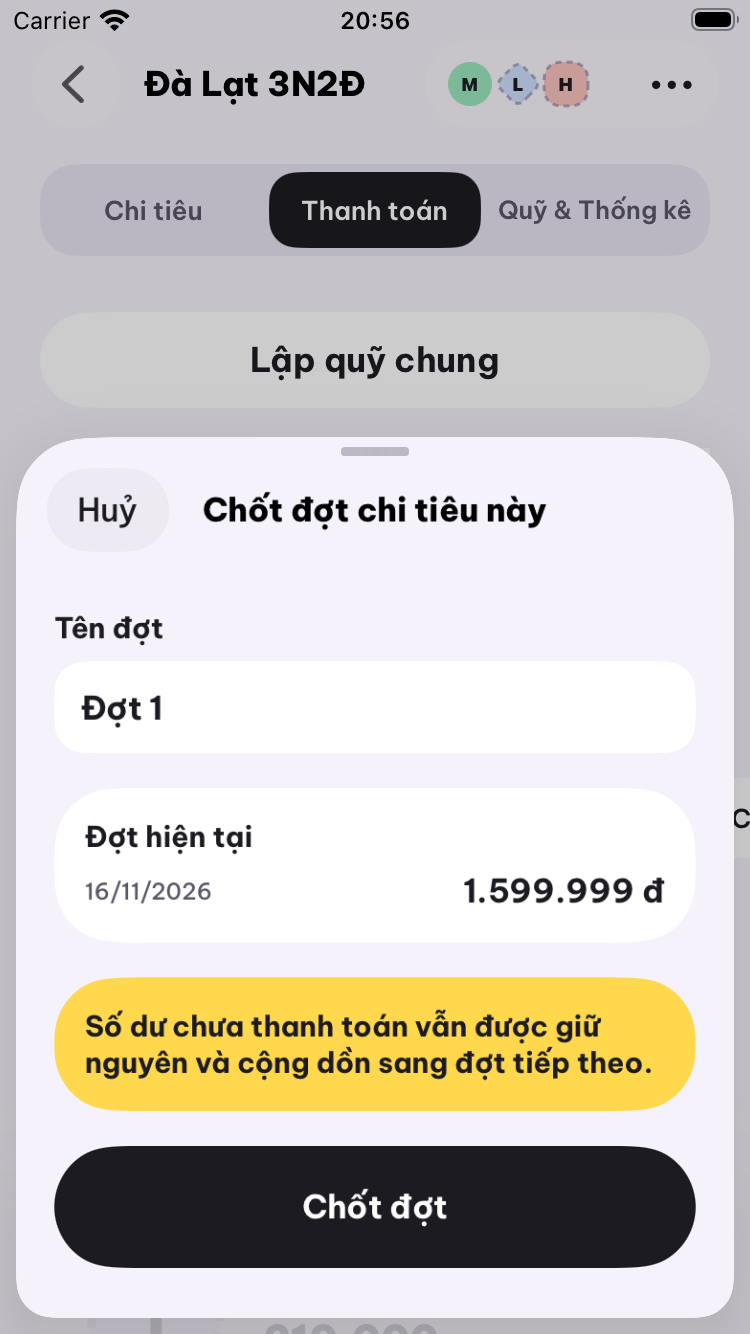 Carrier 20:56
Đà Lạt 3N2Đ M L H
Chi tiêu Thanh toán Quỹ & Thống kê
Lập quỹ chung
Huỷ Chốt đợt chi tiêu này
Tên đợt
Đợt 1
Đợt hiện tại
16/11/2026 1.599.999 đ
Số dư chưa thanh toán vẫn được giữ
nguyên và cộng dồn sang đợt tiếp theo.
Chốt đợt